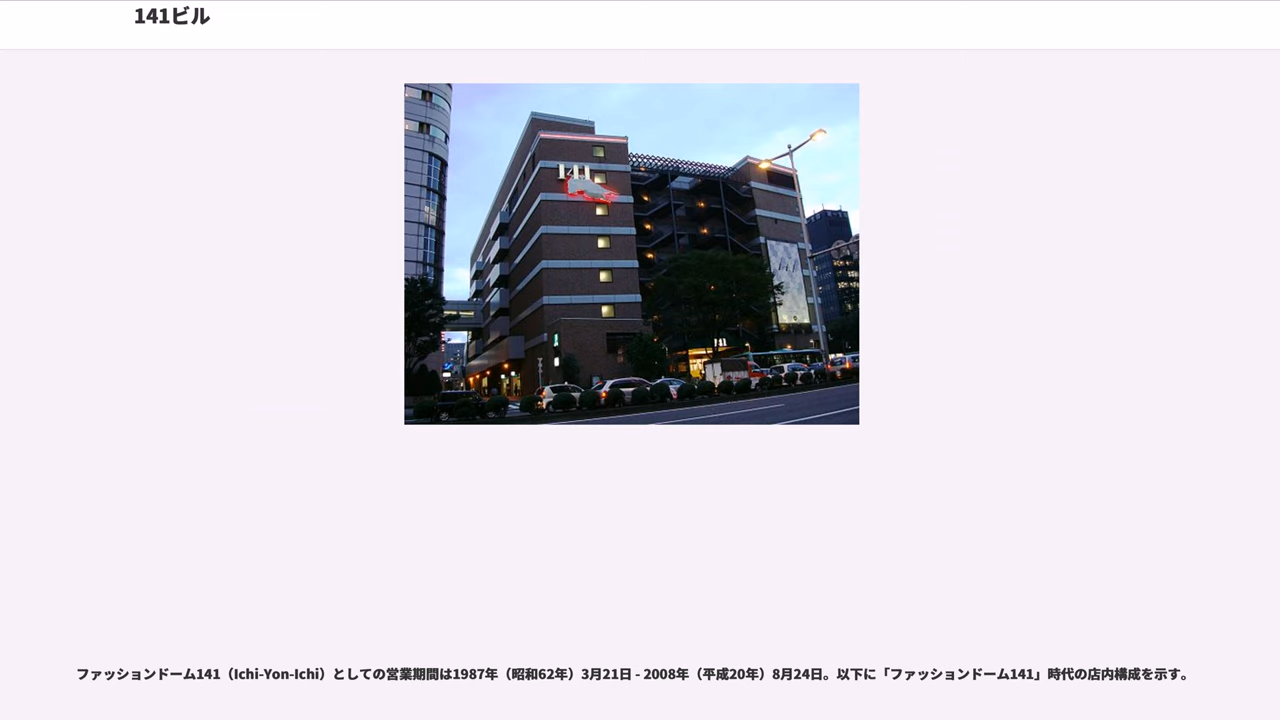 141ビル
141
141
ファッションドーム141（Ichi-Yon-Ichi）としての営業期間は1987年（昭和62年）3月21日 - 2008年（平成20年）8月24日。以下に「ファッションドーム141」時代の店内構成を示す。